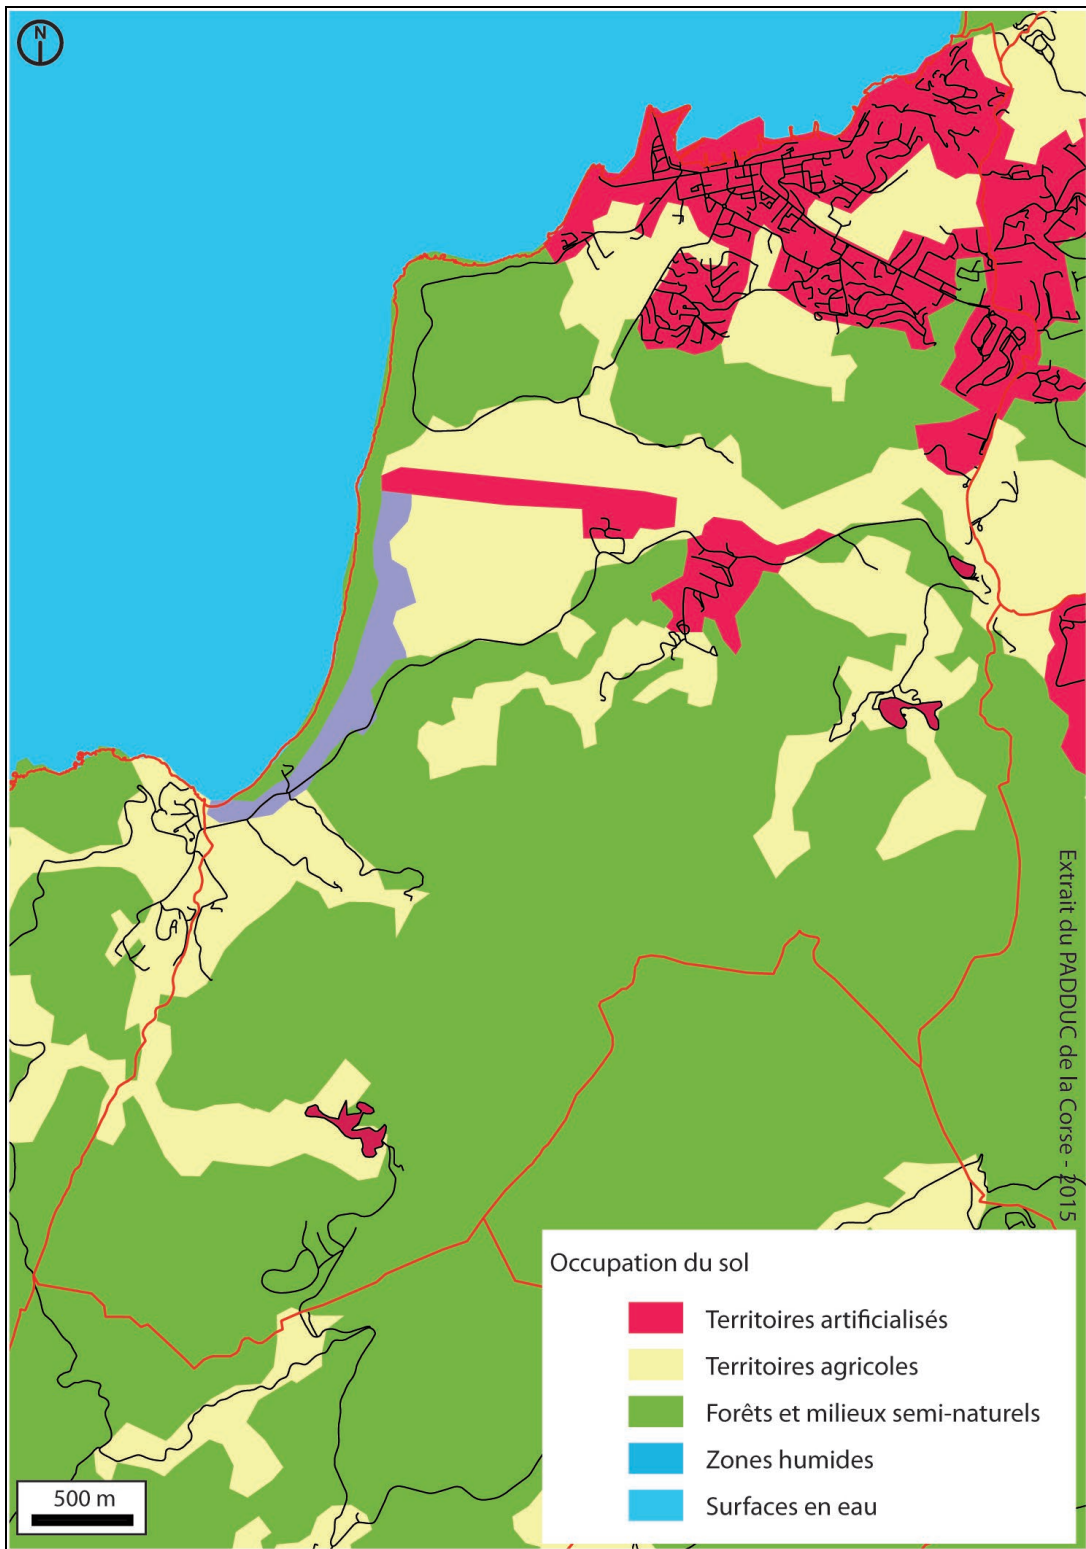 N
Extrait du PADDUC de la Corse - 2015
Occupation du sol
Territoires artificialisés
Territoires agricoles
Forêts et milieux semi-naturels
Zones humides
Surfaces en eau
500 m